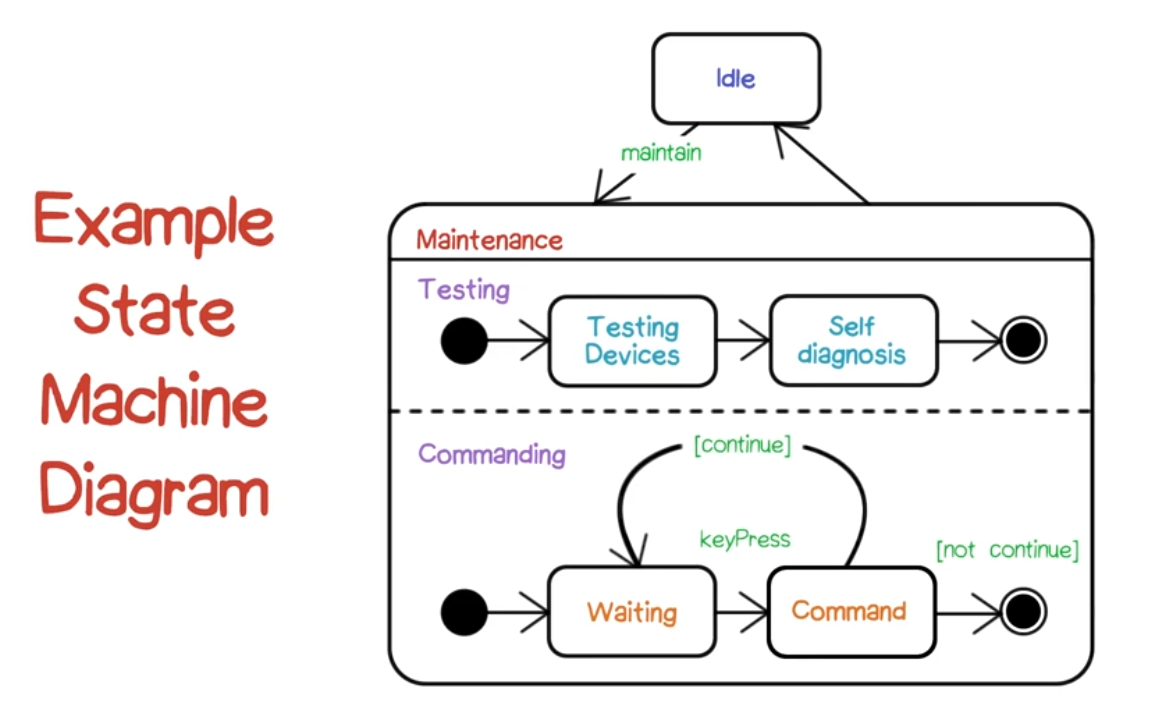 Example
State
Machine
Diagram
Idle
maintain
Maintenance
Testing
Testing
Devices
Self
diagnosis
Commanding
[continue]
keyPress
[not continue]
Waiting
Command